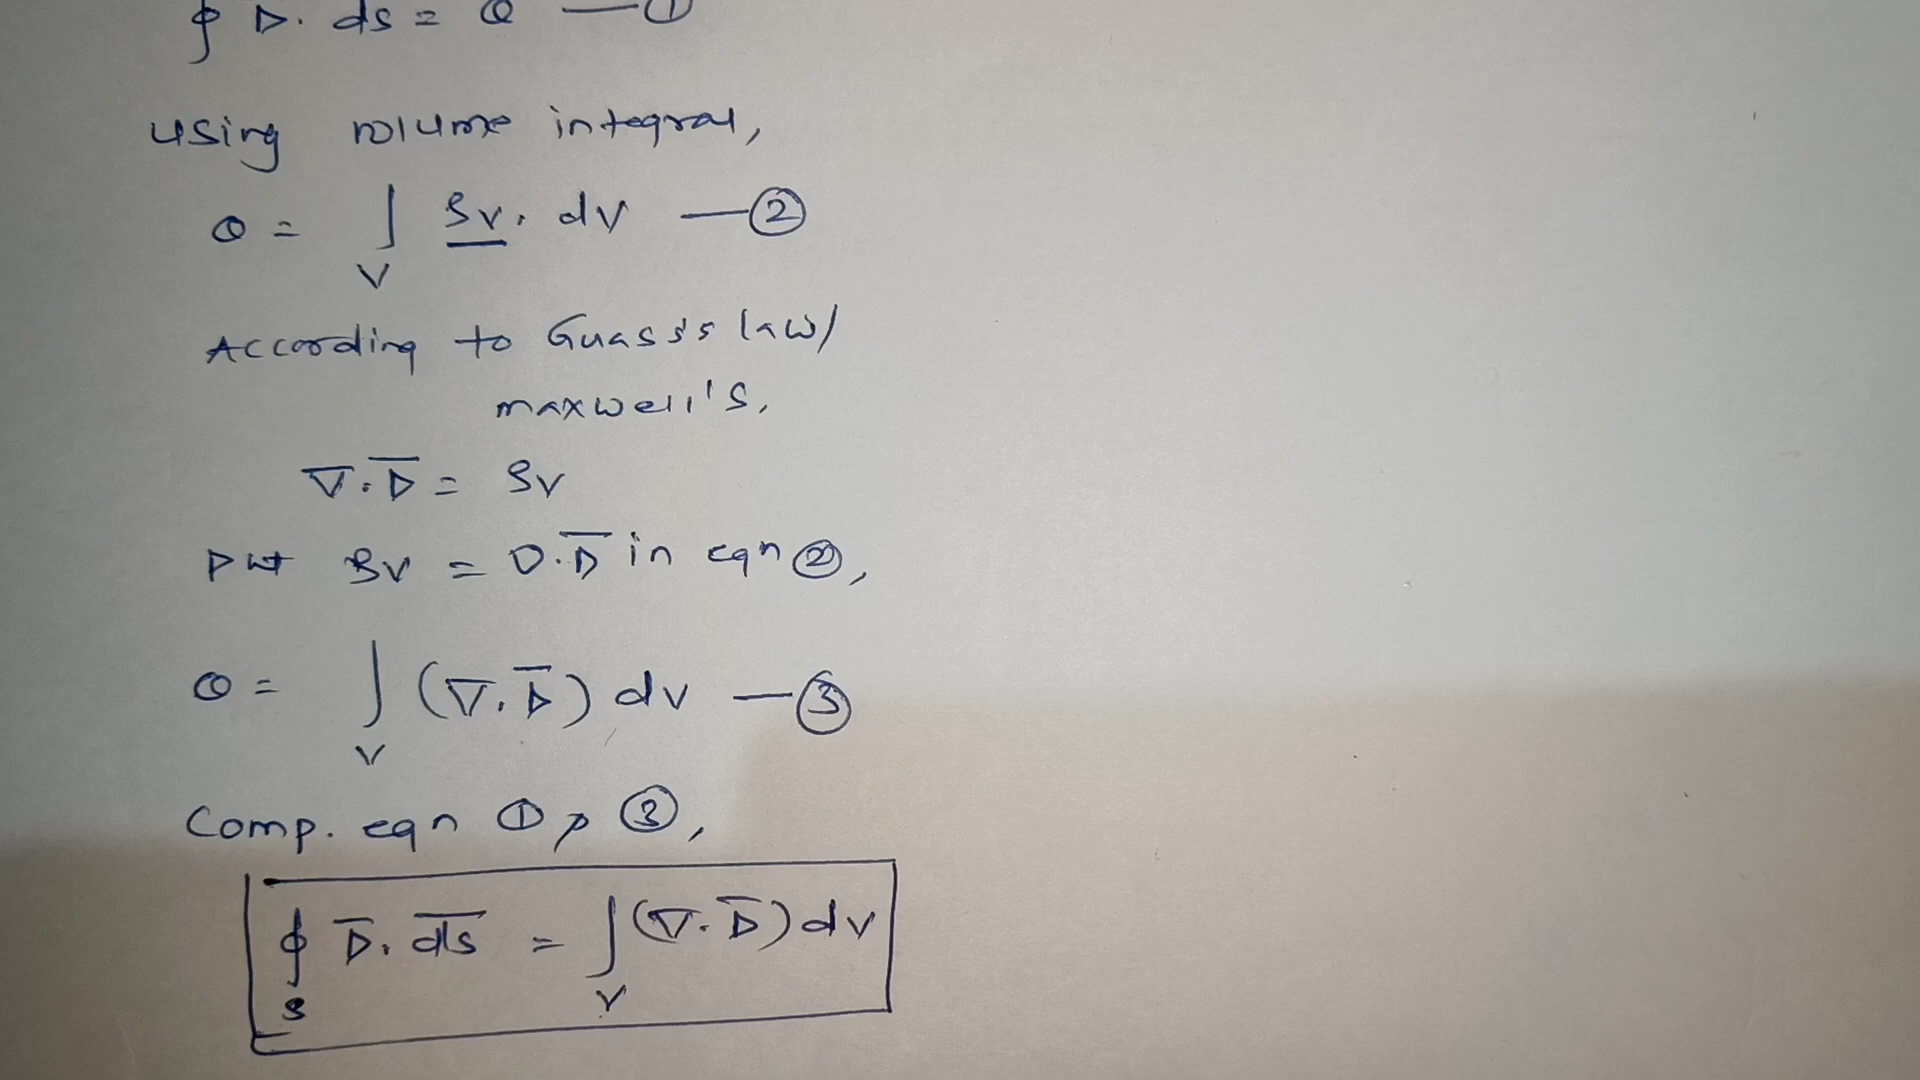 ∮ D. ds = Q — ①
Using volume integral,
Q = ∫ ρv. dv — ②
V
According to Guass's law/
maxwell's,
∇.D̅ = ρv
put ρv = ∇.D̅ in eqn ②,
Q = ∫ (∇.D̅) dv — ③
V
Comp. eqn ① & ③,
∮ D̅. d̅s̅ = ∫ (∇.D̅) dv
S V